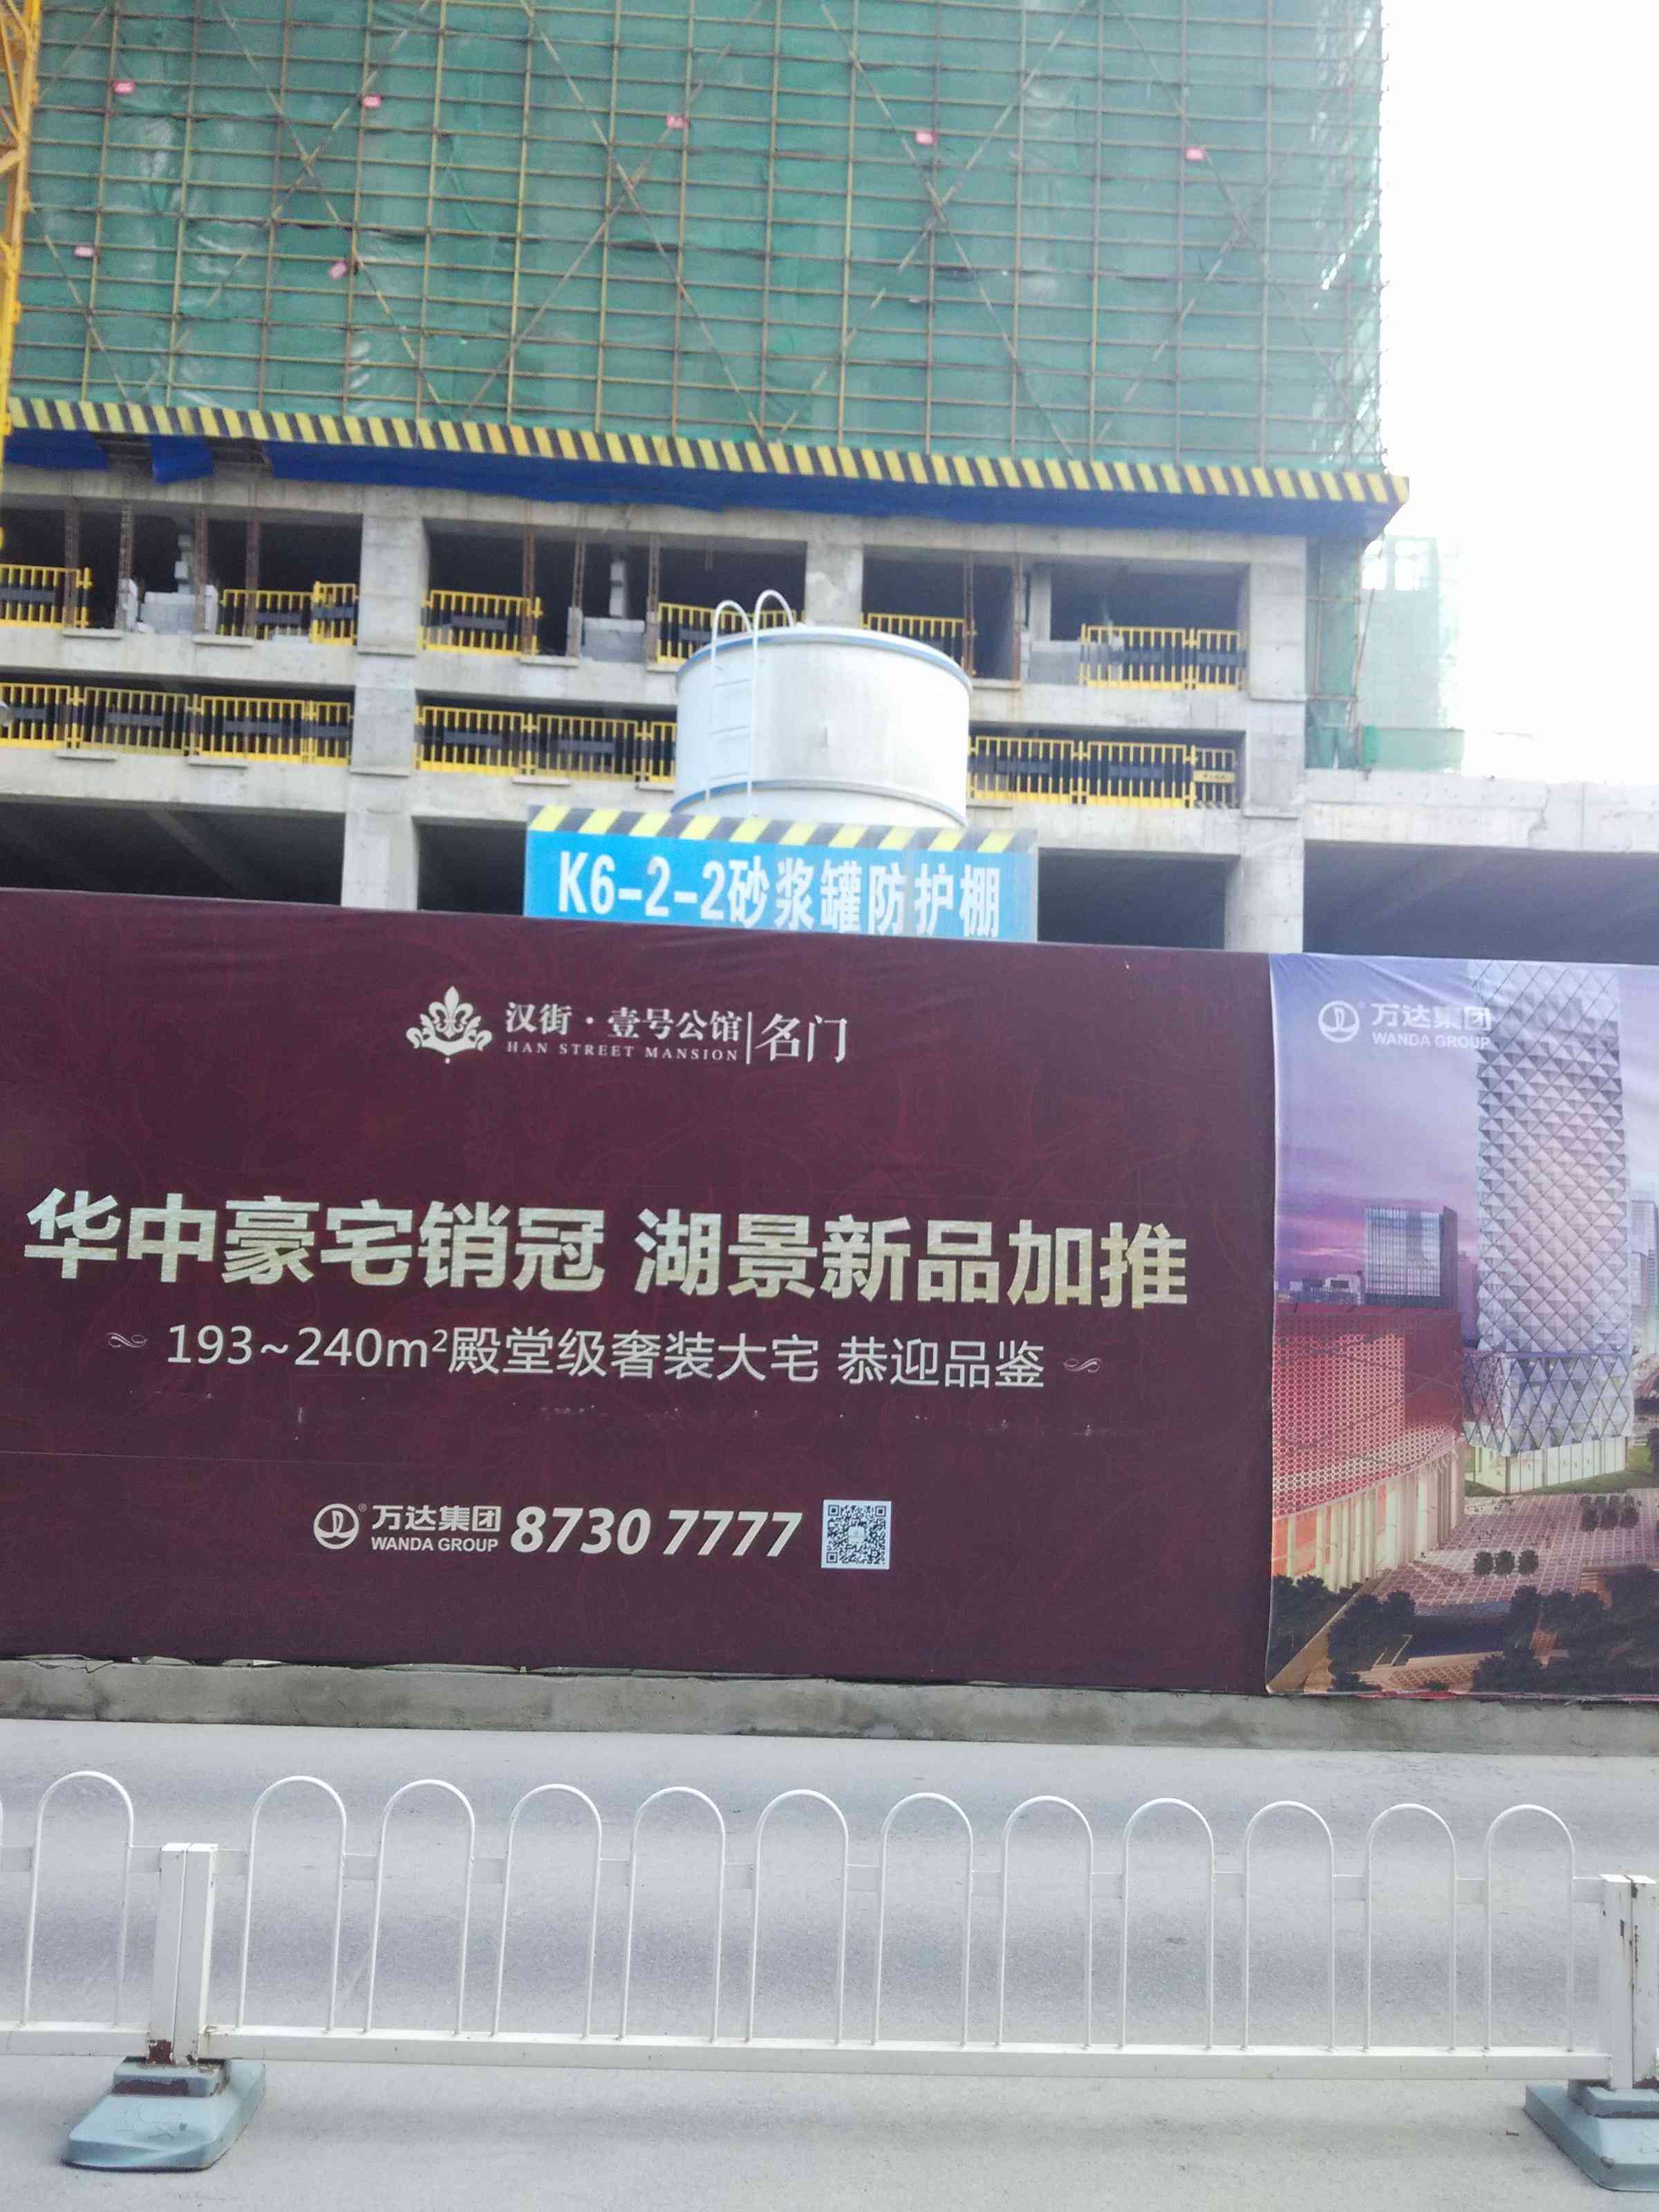 K6-2-2砂浆罐防护棚
汉街·壹号公馆|名门
HAN STREET MANSION
万达集团
WANDA GROUP
华中豪宅销冠 湖景新品加推
193~240m²殿堂级奢装大宅 恭迎品鉴
万达集团
WANDA GROUP
8730 7777